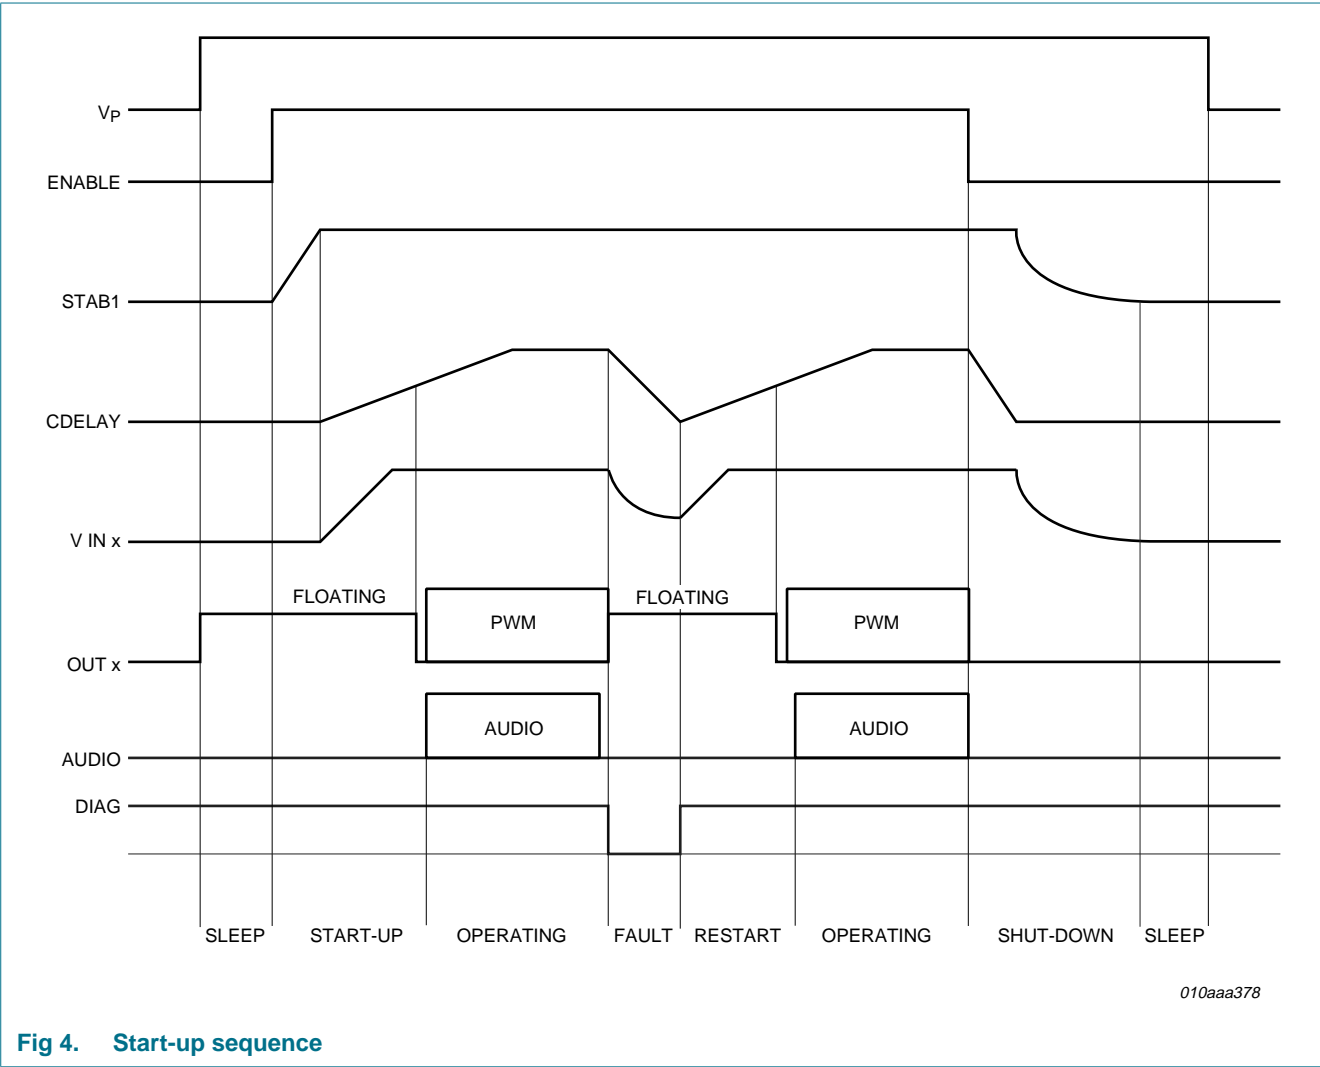 VP
ENABLE
STAB1
CDELAY
V IN x
FLOATING
FLOATING
PWM
PWM
OUT x
AUDIO
AUDIO
AUDIO
DIAG
SLEEP START-UP OPERATING FAULT RESTART OPERATING SHUT-DOWN SLEEP
010aaa378
Fig 4. Start-up sequence